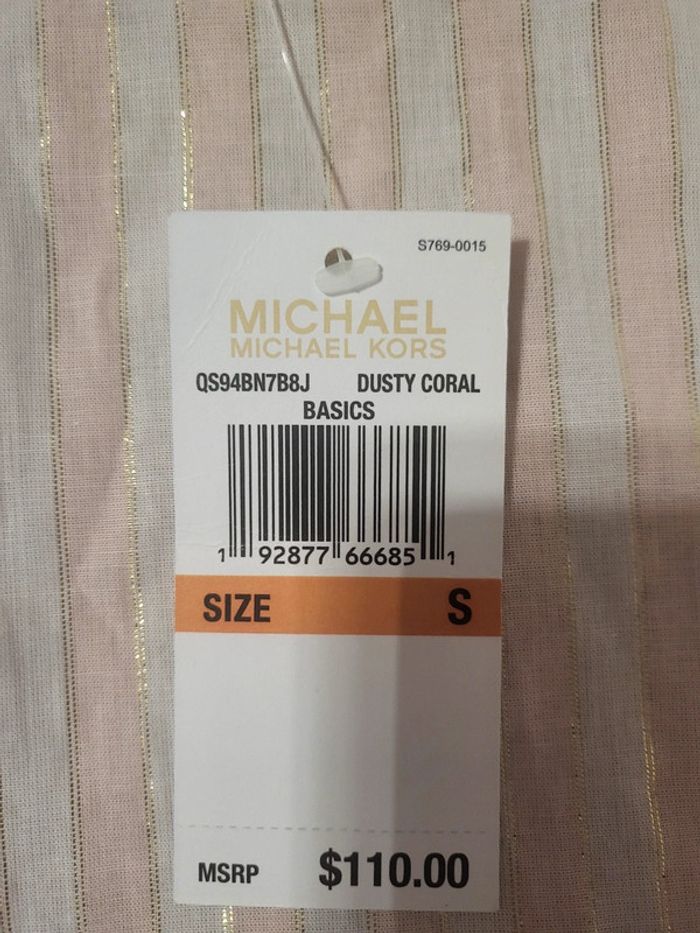 S769-0015
MICHAEL
MICHAEL KORS
QS94BN7B8J DUSTY CORAL
BASICS
1 92877 66685 1
SIZE S
MSRP $110.00